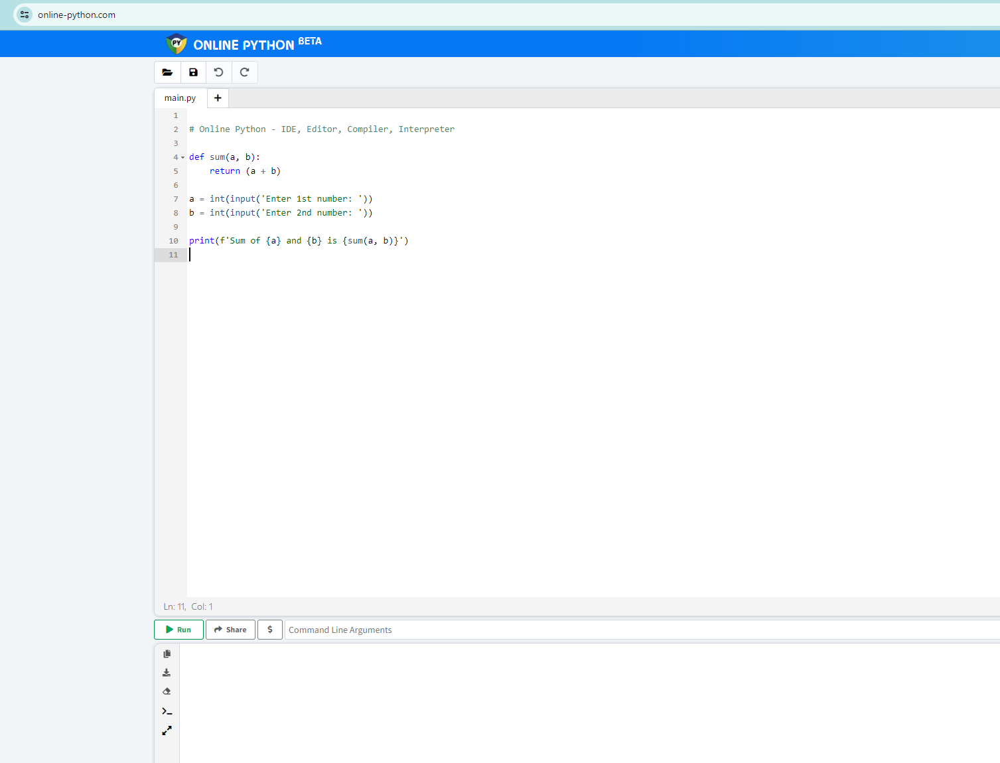 online-python.com
PY ONLINE PYTHON BETA
main.py +
1
2 # Online Python - IDE, Editor, Compiler, Interpreter
3
4 def sum(a, b):
5     return (a + b)
6
7 a = int(input('Enter 1st number: '))
8 b = int(input('Enter 2nd number: '))
9
10 print(f'Sum of {a} and {b} is {sum(a, b)}')
11
Ln: 11, Col: 1
Run Share $ Command Line Arguments